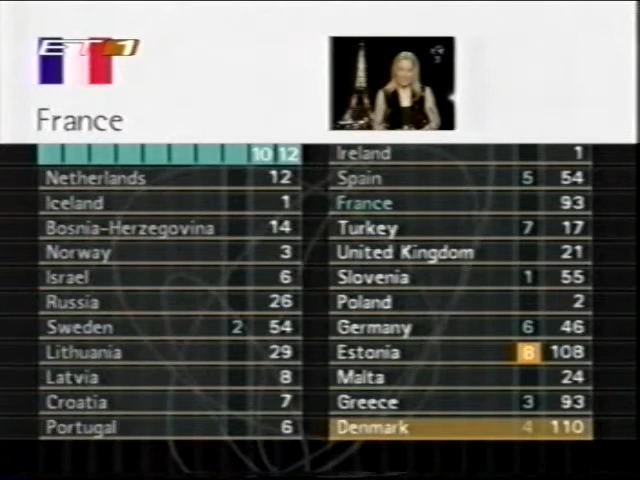 ET 1
France
10 12
Netherlands 12
Iceland 1
Bosnia-Herzegovina 14
Norway 3
Israel 6
Russia 26
Sweden 2 54
Lithuania 29
Latvia 8
Croatia 7
Portugal 6
Ireland 1
Spain 5 54
France 93
Turkey 7 17
United Kingdom 21
Slovenia 1 55
Poland 2
Germany 6 46
Estonia 8 108
Malta 24
Greece 3 93
Denmark 4 110